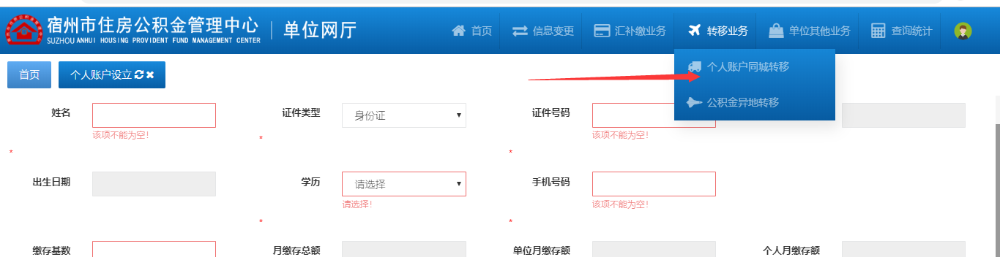 宿州市住房公积金管理中心 | 单位网厅
SUZHOU ANHUI HOUSING PROVIDENT FUND MANAGEMENT CENTER
首页 信息变更 汇补缴业务 转移业务 单位其他业务 查询统计
个人账户同城转移
公积金异地转移
首页 个人账户设立
姓名 证件类型 身份证 证件号码
该项不能为空! 该项不能为空!
* * *
出生日期 学历 请选择 手机号码
请选择! 该项不能为空!
* *
缴存基数 月缴存总额 单位月缴存额 个人月缴存额